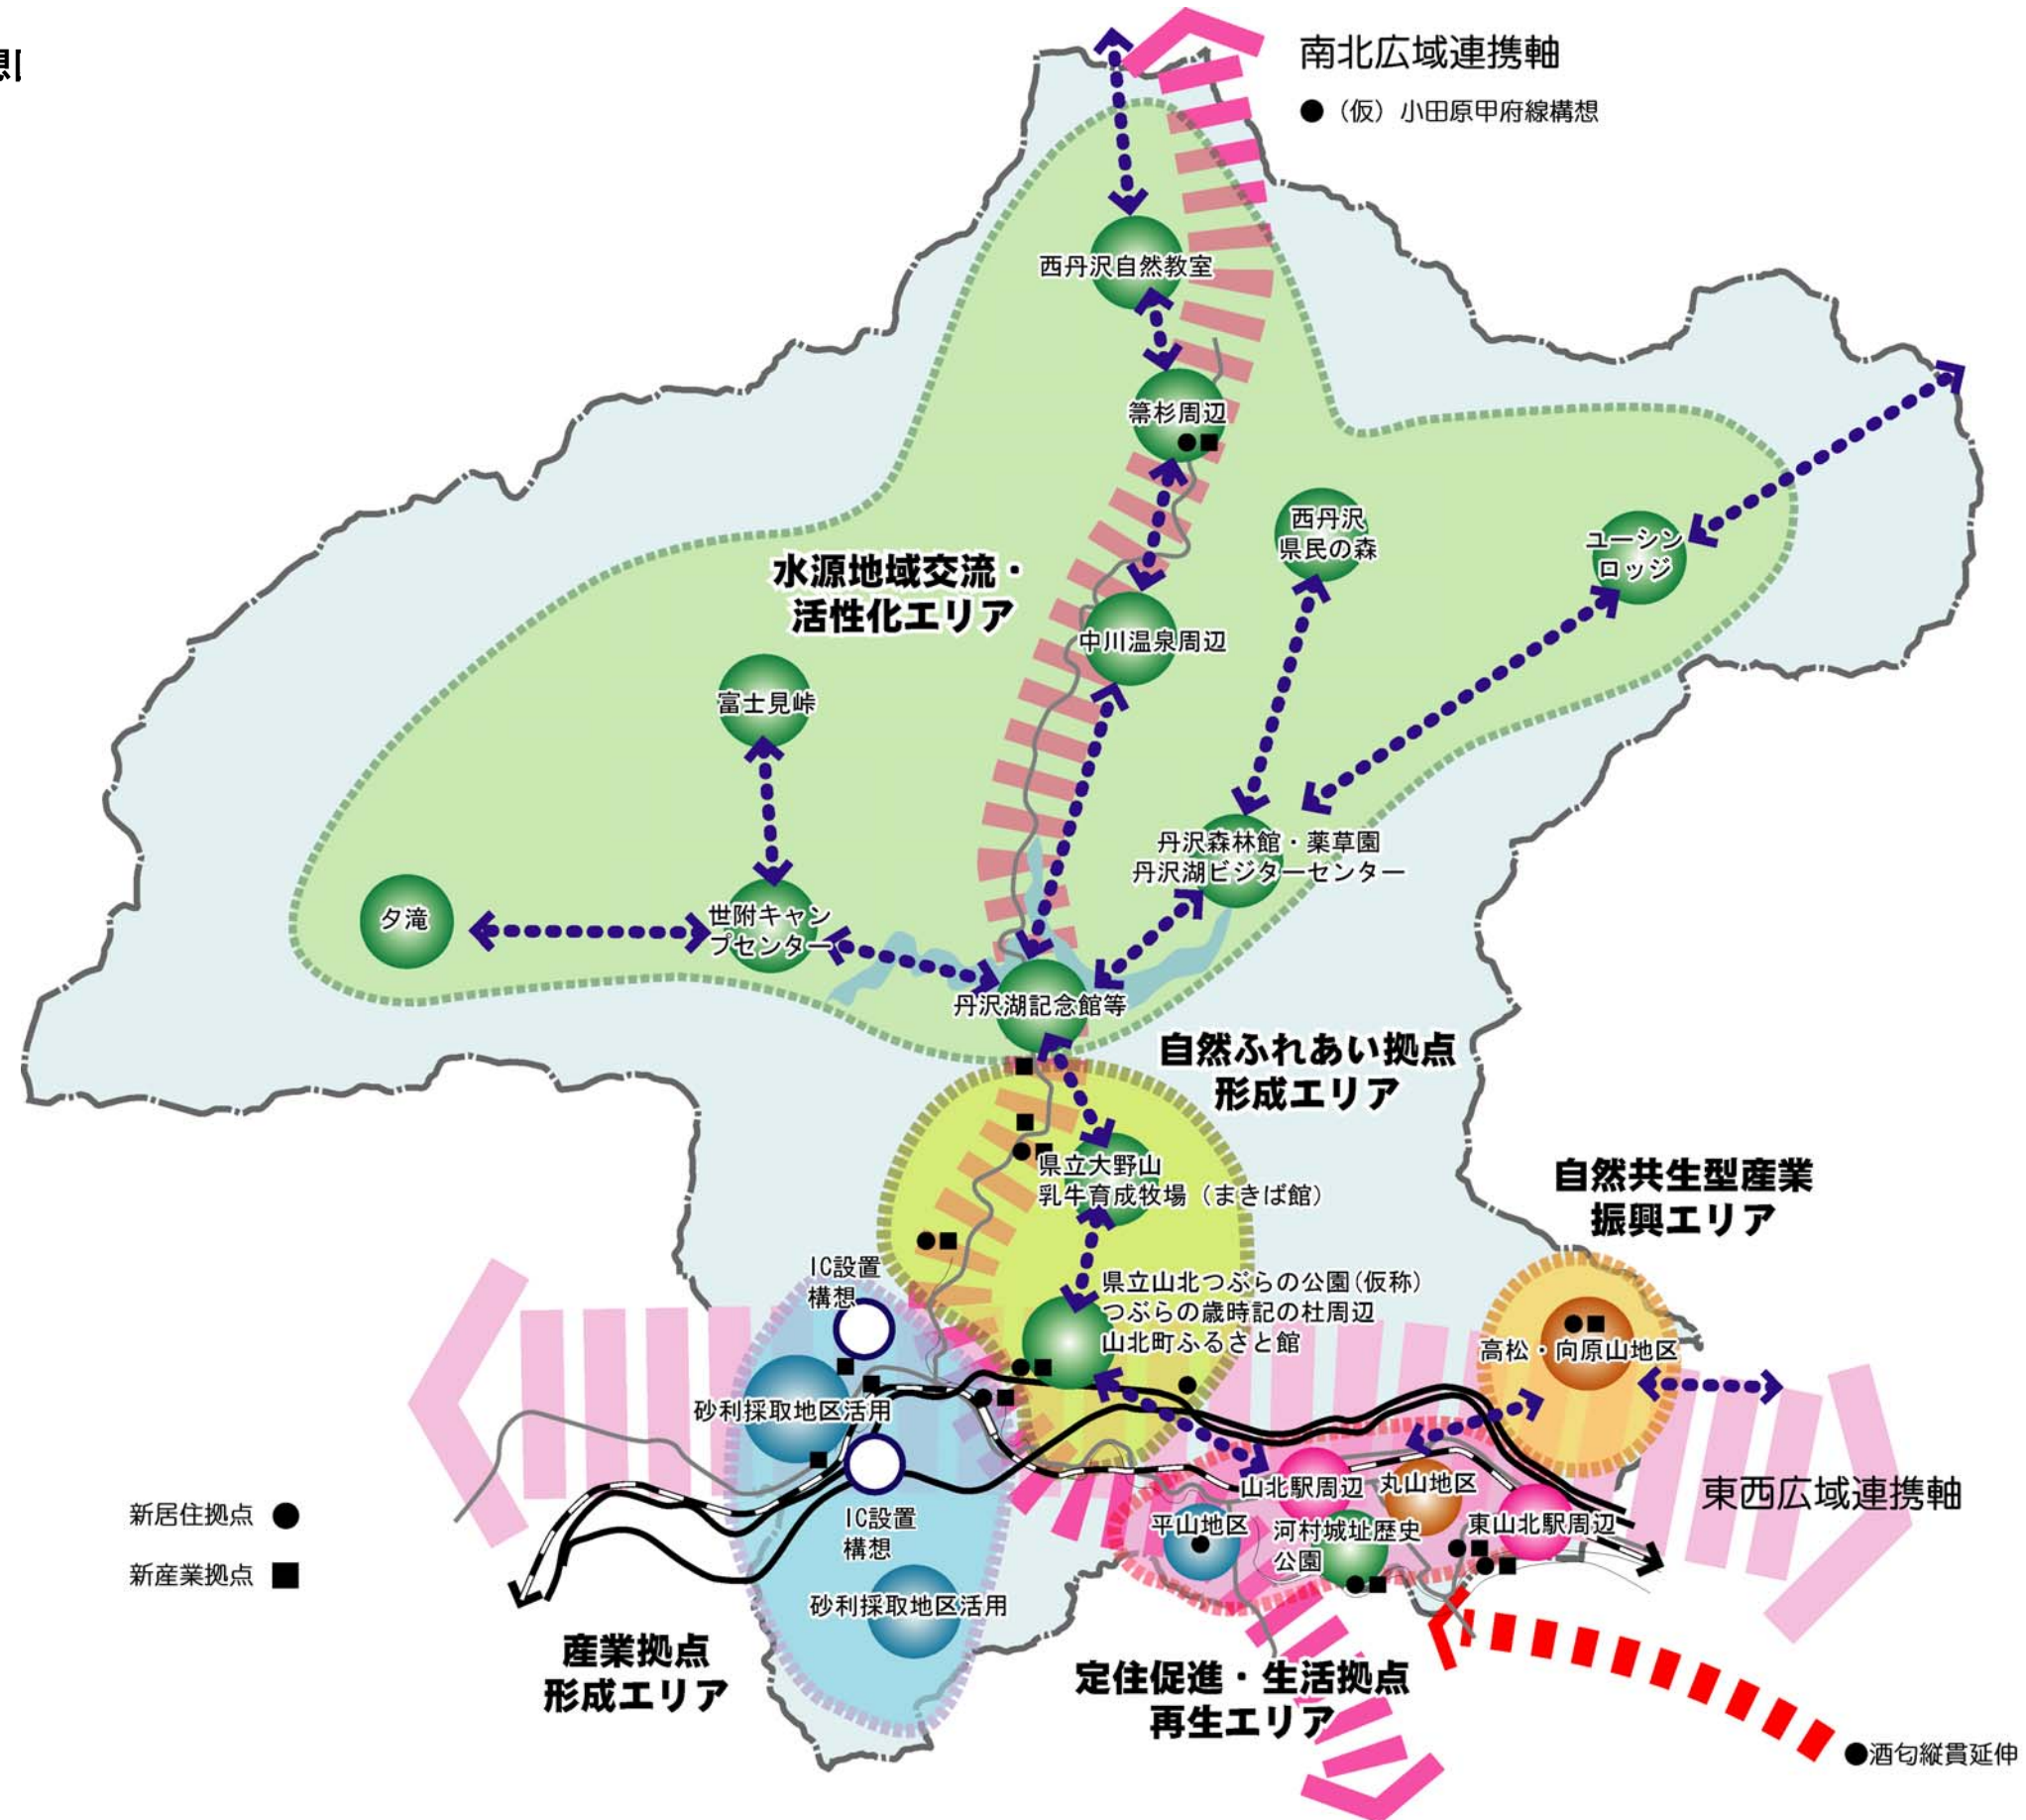 南北広域連携軸
●（仮）小田原甲府線構想
西丹沢自然教室
箒杉周辺
西丹沢
県民の森
ユーシン
ロッジ
水源地域交流・
活性化エリア
中川温泉周辺
富士見峠
丹沢森林館・薬草園
丹沢湖ビジターセンター
夕滝
世附キャン
プセンター
丹沢湖記念館等
自然ふれあい拠点
形成エリア
県立大野山
乳牛育成牧場（まきば館）
自然共生型産業
振興エリア
IC設置
構想
県立山北つぶらの公園(仮称)
つぶらの歳時記の杜周辺
山北町ふるさと館
高松・向原山地区
砂利採取地区活用
山北駅周辺
丸山地区
東西広域連携軸
新居住拠点 ●
IC設置
構想
平山地区
河村城址歴史
公園
東山北駅周辺
新産業拠点 ■
砂利採取地区活用
産業拠点
形成エリア
定住促進・生活拠点
再生エリア
●酒匂縦貫延伸